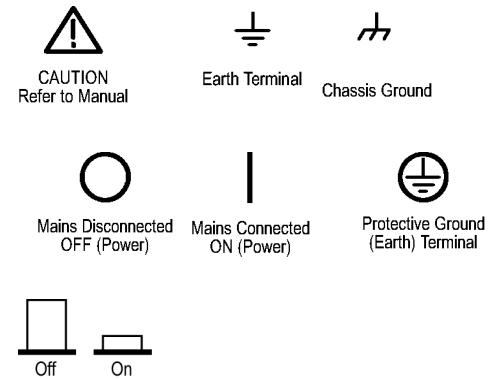 CAUTION
Refer to Manual
Earth Terminal
Chassis Ground
Mains Disconnected
OFF (Power)
Mains Connected
ON (Power)
Protective Ground
(Earth) Terminal
Off
On